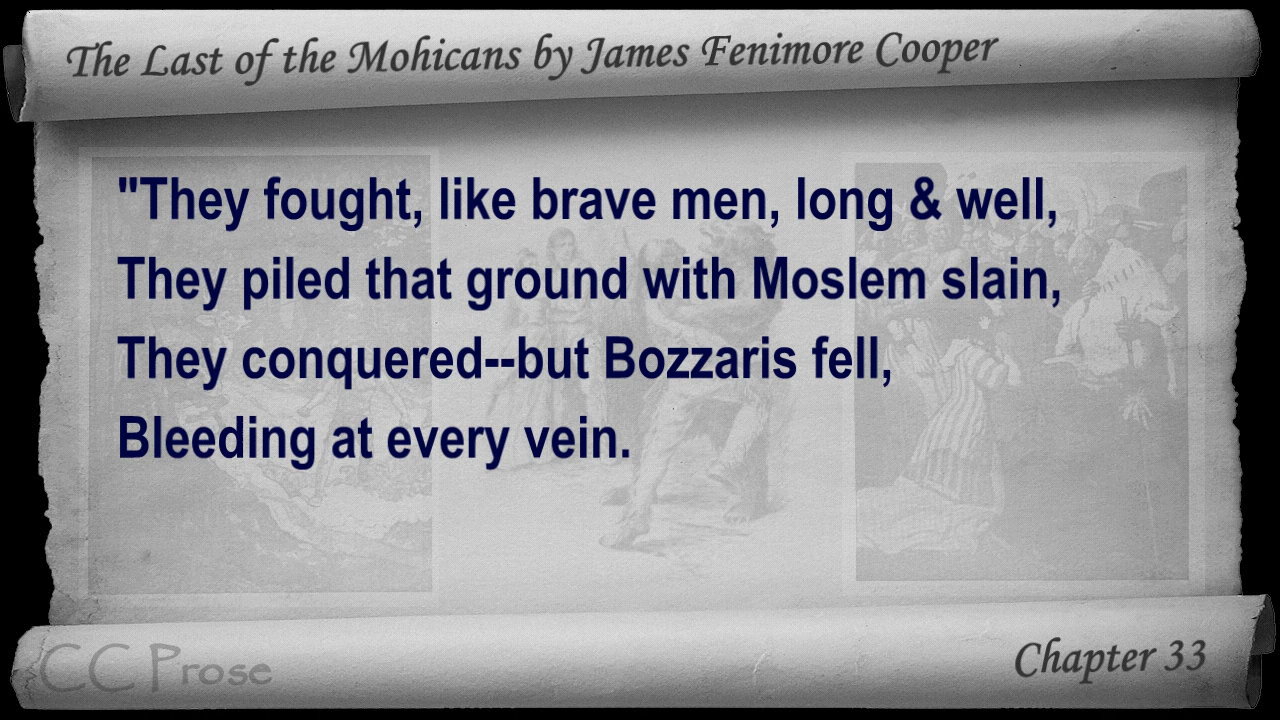 The Last of the Mohicans by James Fenimore Cooper
"They fought, like brave men, long & well,
They piled that ground with Moslem slain,
They conquered--but Bozzaris fell,
Bleeding at every vein.
CC Prose
Chapter 33